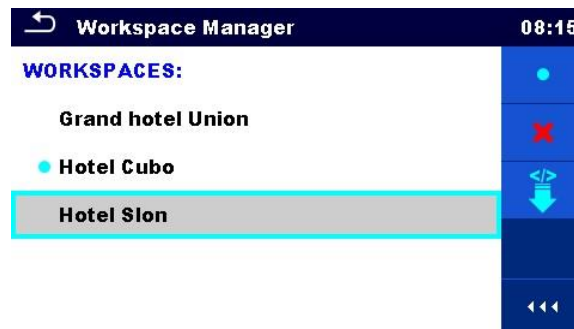 Workspace Manager 08:15
WORKSPACES:
Grand hotel Union
Hotel Cubo
Hotel Slon